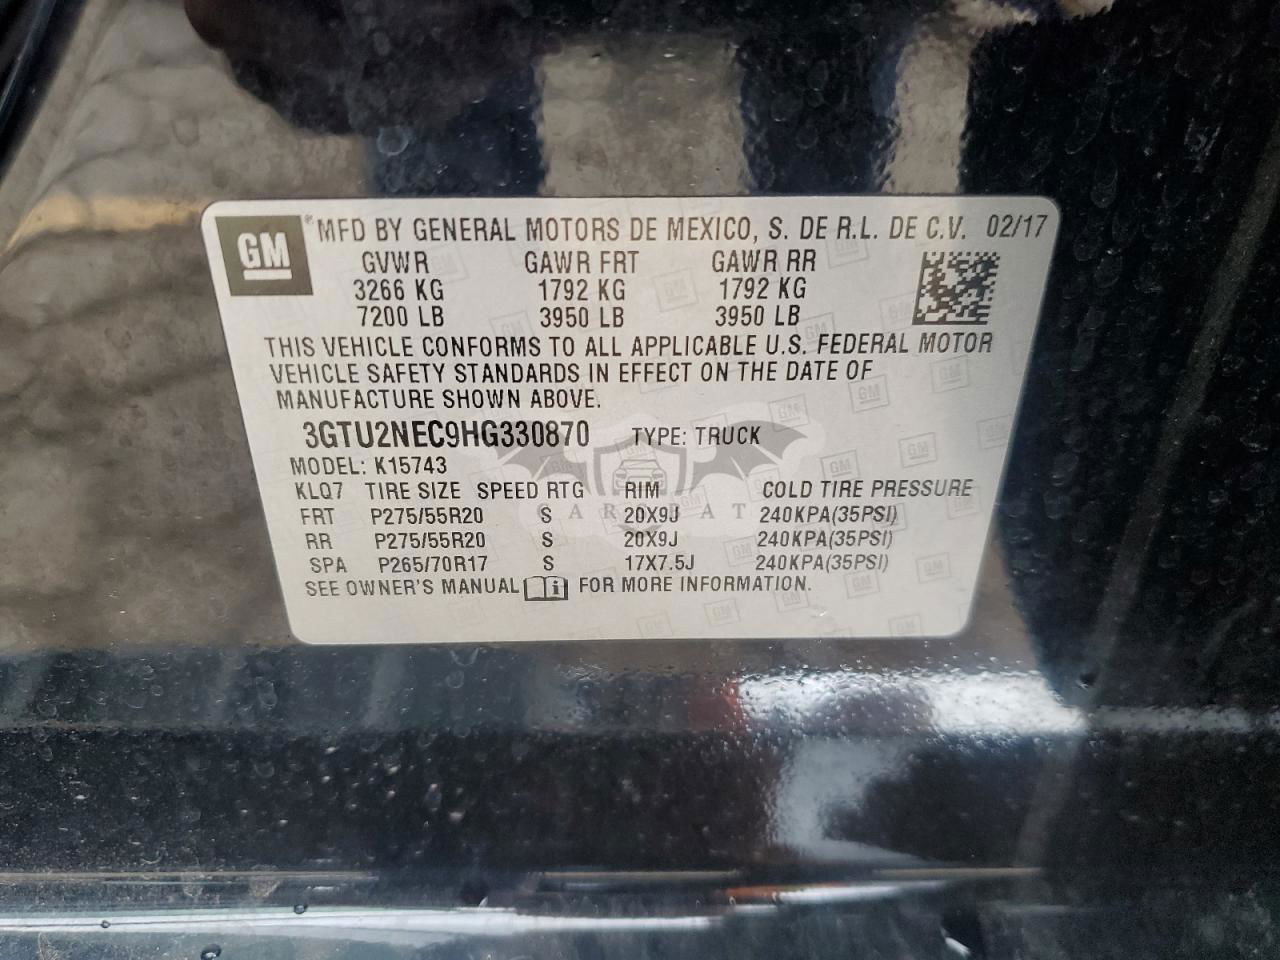 GM ® MFD BY GENERAL MOTORS DE MEXICO, S. DE R.L. DE C.V. 02/17
GVWR GAWR FRT GAWR RR
3266 KG 1792 KG 1792 KG
7200 LB 3950 LB 3950 LB
THIS VEHICLE CONFORMS TO ALL APPLICABLE U.S. FEDERAL MOTOR
VEHICLE SAFETY STANDARDS IN EFFECT ON THE DATE OF
MANUFACTURE SHOWN ABOVE.
3GTU2NEC9HG330870 TYPE: TRUCK
MODEL: K15743
KLQ7 TIRE SIZE SPEED RTG RIM COLD TIRE PRESSURE
FRT P275/55R20 S 20X9J 240KPA(35PSI)
RR P275/55R20 S 20X9J 240KPA(35PSI)
SPA P265/70R17 S 17X7.5J 240KPA(35PSI)
SEE OWNER'S MANUAL FOR MORE INFORMATION.